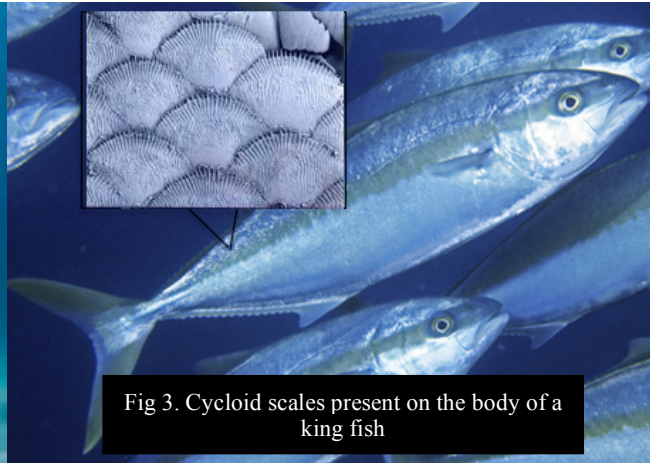 Fig 3. Cycloid scales present on the body of a
king fish